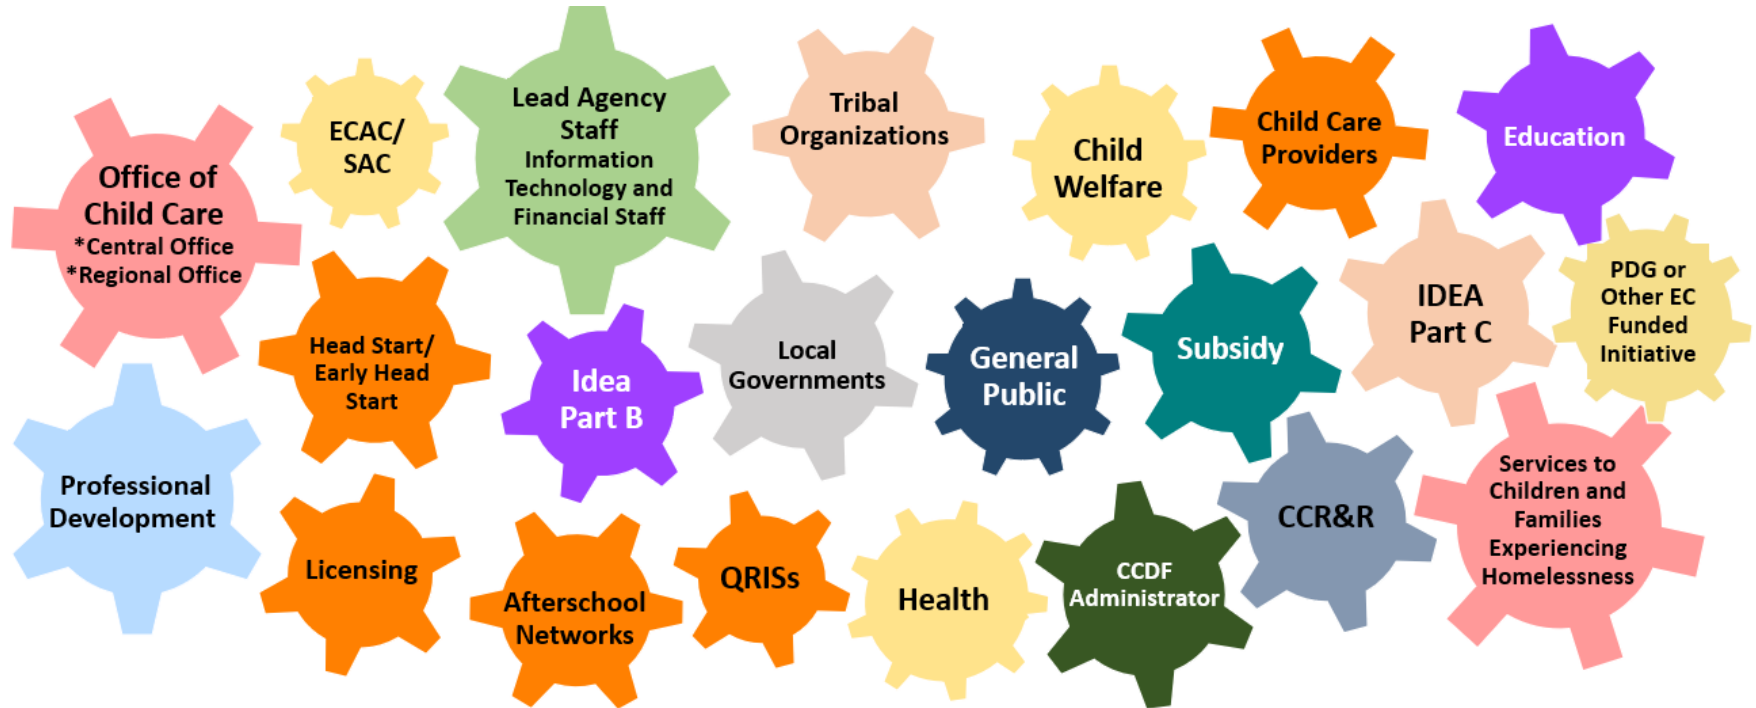 Office of
Child Care
*Central Office
*Regional Office
ECAC/
SAC
Lead Agency
Staff
Information
Technology and
Financial Staff
Tribal
Organizations
Child
Welfare
Child Care
Providers
Education
Head Start/
Early Head
Start
Idea
Part B
Local
Governments
General
Public
Subsidy
IDEA
Part C
PDG or
Other EC
Funded
Initiative
Professional
Development
Licensing
Afterschool
Networks
QRISs
Health
CCDF
Administrator
CCR&R
Services to
Children and
Families
Experiencing
Homelessness